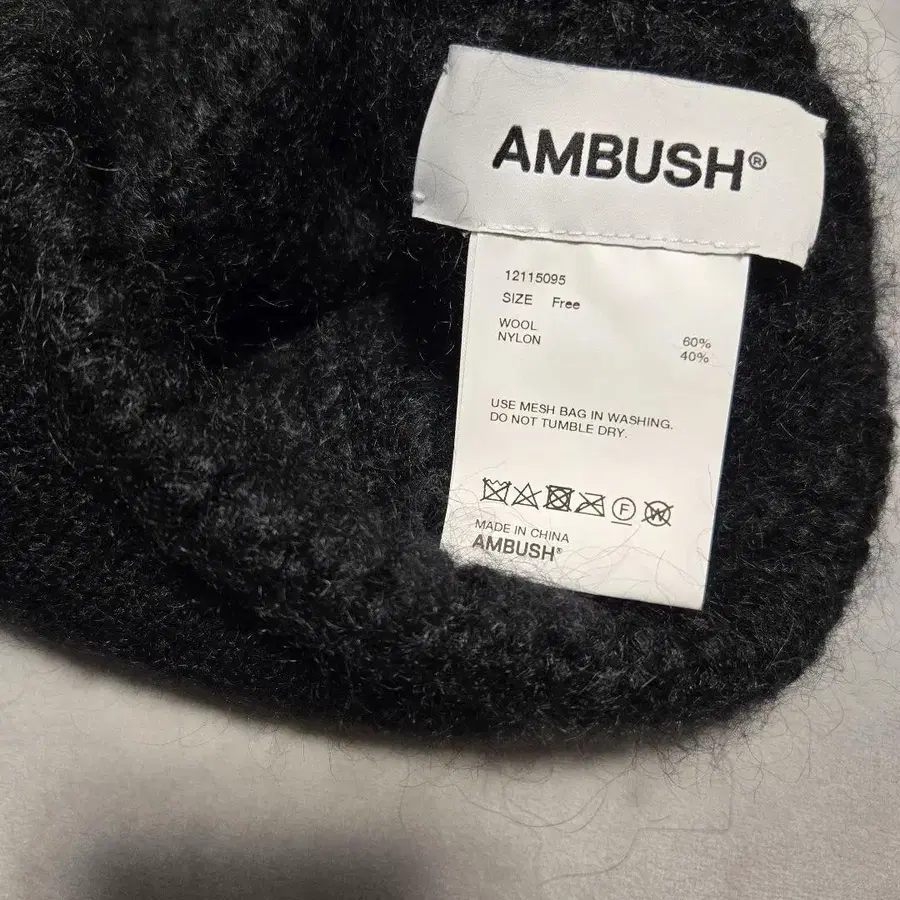 AMBUSH®
12115095
SIZE Free
WOOL 60%
NYLON 40%
USE MESH BAG IN WASHING.
DO NOT TUMBLE DRY.
F W
MADE IN CHINA
AMBUSH®